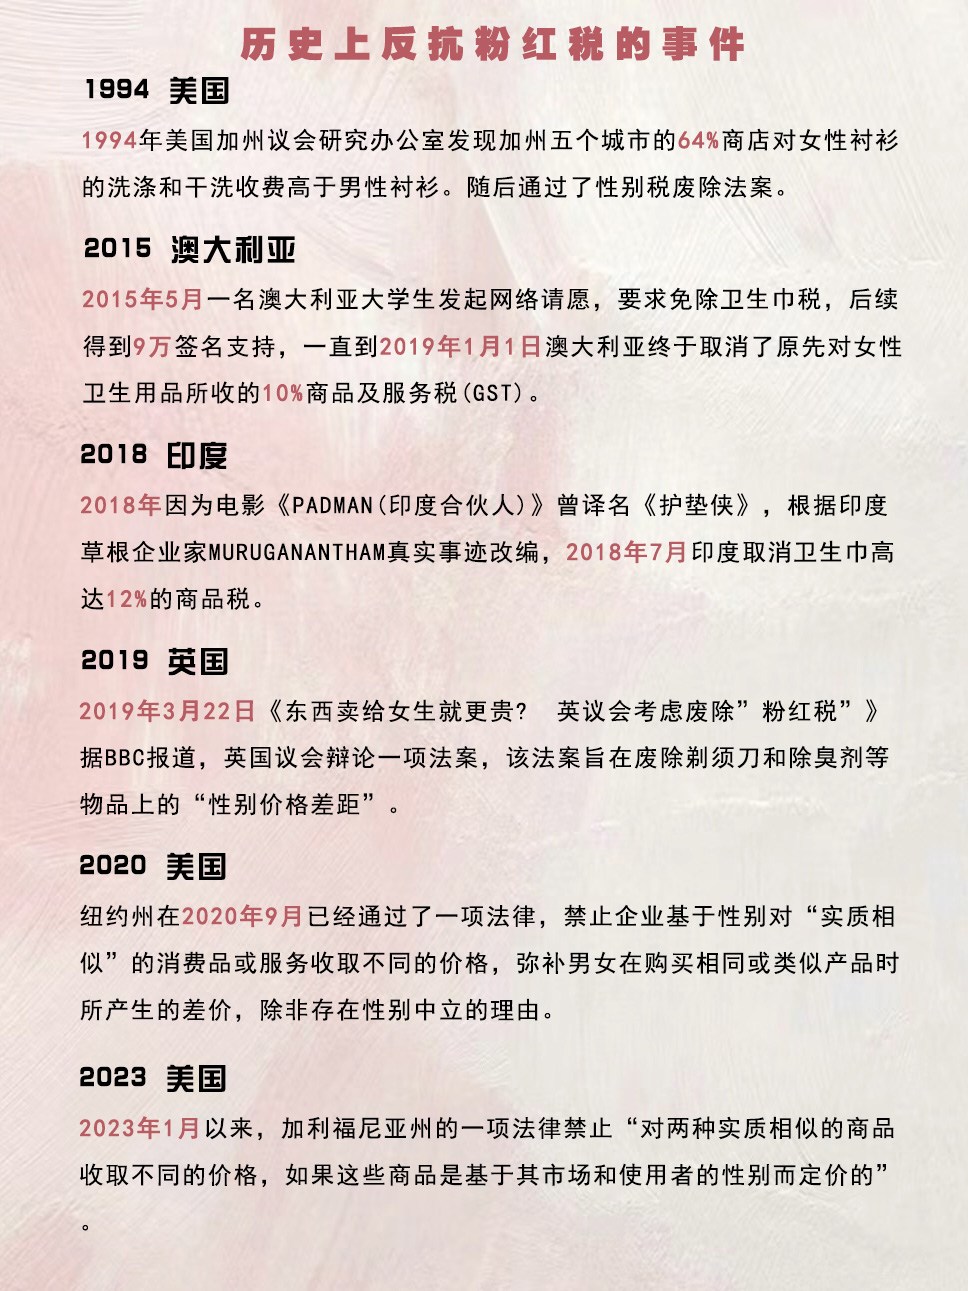 历史上反抗粉红税的事件
1994 美国
1994年美国加州议会研究办公室发现加州五个城市的64%商店对女性衬衫
的洗涤和干洗收费高于男性衬衫。随后通过了性别税废除法案。
2015 澳大利亚
2015年5月一名澳大利亚大学生发起网络请愿，要求免除卫生巾税，后续
得到9万签名支持，一直到2019年1月1日澳大利亚终于取消了原先对女性
卫生用品所收的10%商品及服务税(GST)。
2018 印度
2018年因为电影《PADMAN(印度合伙人)》曾译名《护垫侠》，根据印度
草根企业家MURUGANANTHAM真实事迹改编，2018年7月印度取消卫生巾高
达12%的商品税。
2019 英国
2019年3月22日《东西卖给女生就更贵？ 英议会考虑废除”粉红税”》
据BBC报道，英国议会辩论一项法案，该法案旨在废除剃须刀和除臭剂等
物品上的“性别价格差距”。
2020 美国
纽约州在2020年9月已经通过了一项法律，禁止企业基于性别对“实质相
似”的消费品或服务收取不同的价格，弥补男女在购买相同或类似产品时
所产生的差价，除非存在性别中立的理由。
2023 美国
2023年1月以来，加利福尼亚州的一项法律禁止“对两种实质相似的商品
收取不同的价格，如果这些商品是基于其市场和使用者的性别而定价的”
。